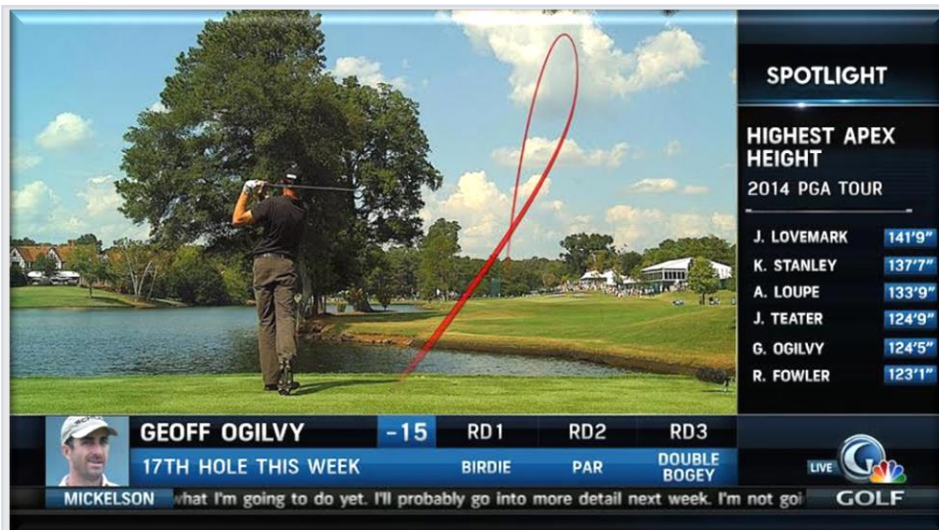 SPOTLIGHT
HIGHEST APEX
HEIGHT
2014 PGA TOUR
J. LOVEMARK 141'9"
K. STANLEY 137'7"
A. LOUPE 133'9"
J. TEATER 124'9"
G. OGILVY 124'5"
R. FOWLER 123'1"
GEOFF OGILVY -15 RD1 RD2 RD3
17TH HOLE THIS WEEK BIRDIE PAR DOUBLE
BOGEY
LIVE G
MICKELSON what I'm going to do yet. I'll probably go into more detail next week. I'm not goi
GOLF